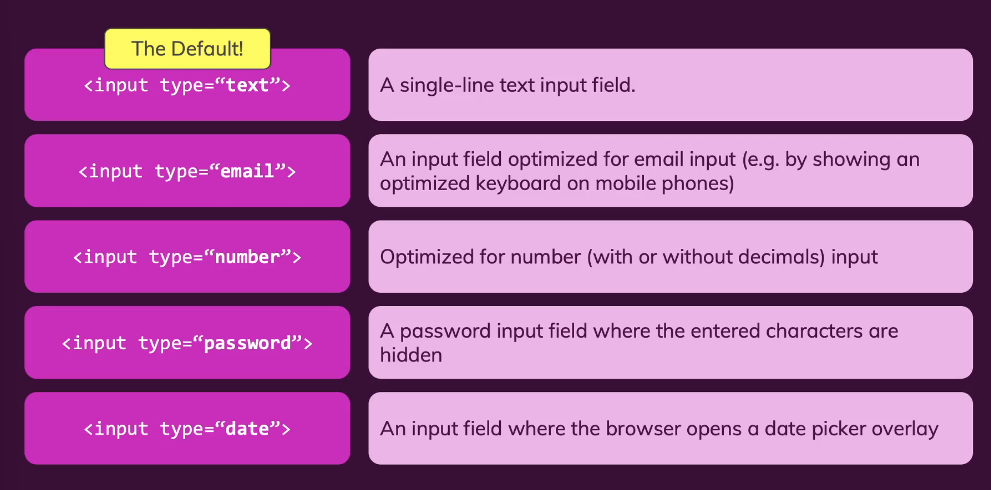 The Default!
<input type=“text”>
A single-line text input field.
<input type=“email”>
An input field optimized for email input (e.g. by showing an
optimized keyboard on mobile phones)
<input type=“number”>
Optimized for number (with or without decimals) input
<input type=“password”>
A password input field where the entered characters are
hidden
<input type=“date”>
An input field where the browser opens a date picker overlay